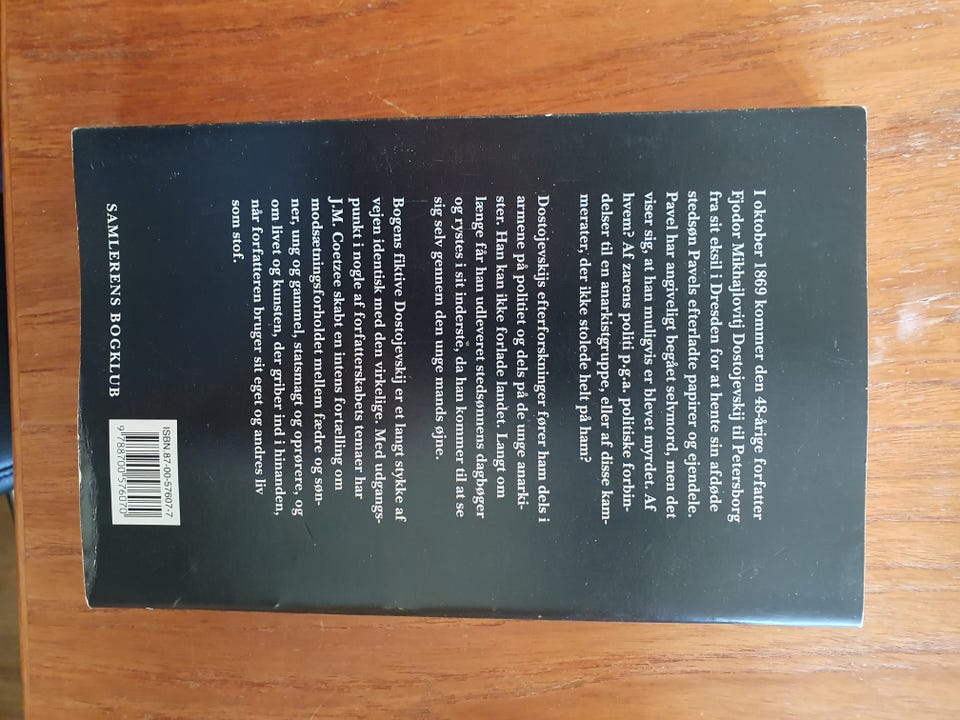 I oktober 1869 kommer den 48-årige forfatter
Fjodor Mikhajlovitj Dostojevskij til Petersborg
fra sit eksil i Dresden for at hente sin afdøde
stedsøn Pavels efterladte papirer og ejendele.
Pavel har angiveligt begået selvmord, men det
viser sig, at han muligvis er blevet myrdet. Af
hvem? Af zarens politi p.g.a. politiske forbin-
delser til en anarkistgruppe, eller af disse kam-
merater, der ikke stolede helt på ham?
Dostojevskijs efterforskninger fører ham dels i
armene på politiet og dels på de unge anarki-
ster. Han kan ikke forlade landet. Langt om
længe får han udleveret stedsønnens dagbøger
og rystes i sit inderste, da han kommer til at se
sig selv gennem den unge mands øjne.
Bogens fiktive Dostojevskij er et langt stykke af
vejen identisk med den virkelige. Med udgangs-
punkt i nogle af forfatterskabets temaer har
J.M. Coetzee skabt en intens fortælling om
modsætningsforholdet mellem fædre og søn-
ner, ung og gammel, statsmagt og oprørere, og
om livet og kunsten, der griber ind i hinanden,
når forfatteren bruger sit eget og andres liv
som stof.
SAMLERENS BOGKLUB
ISBN 87-00-57607-7
9788700576070